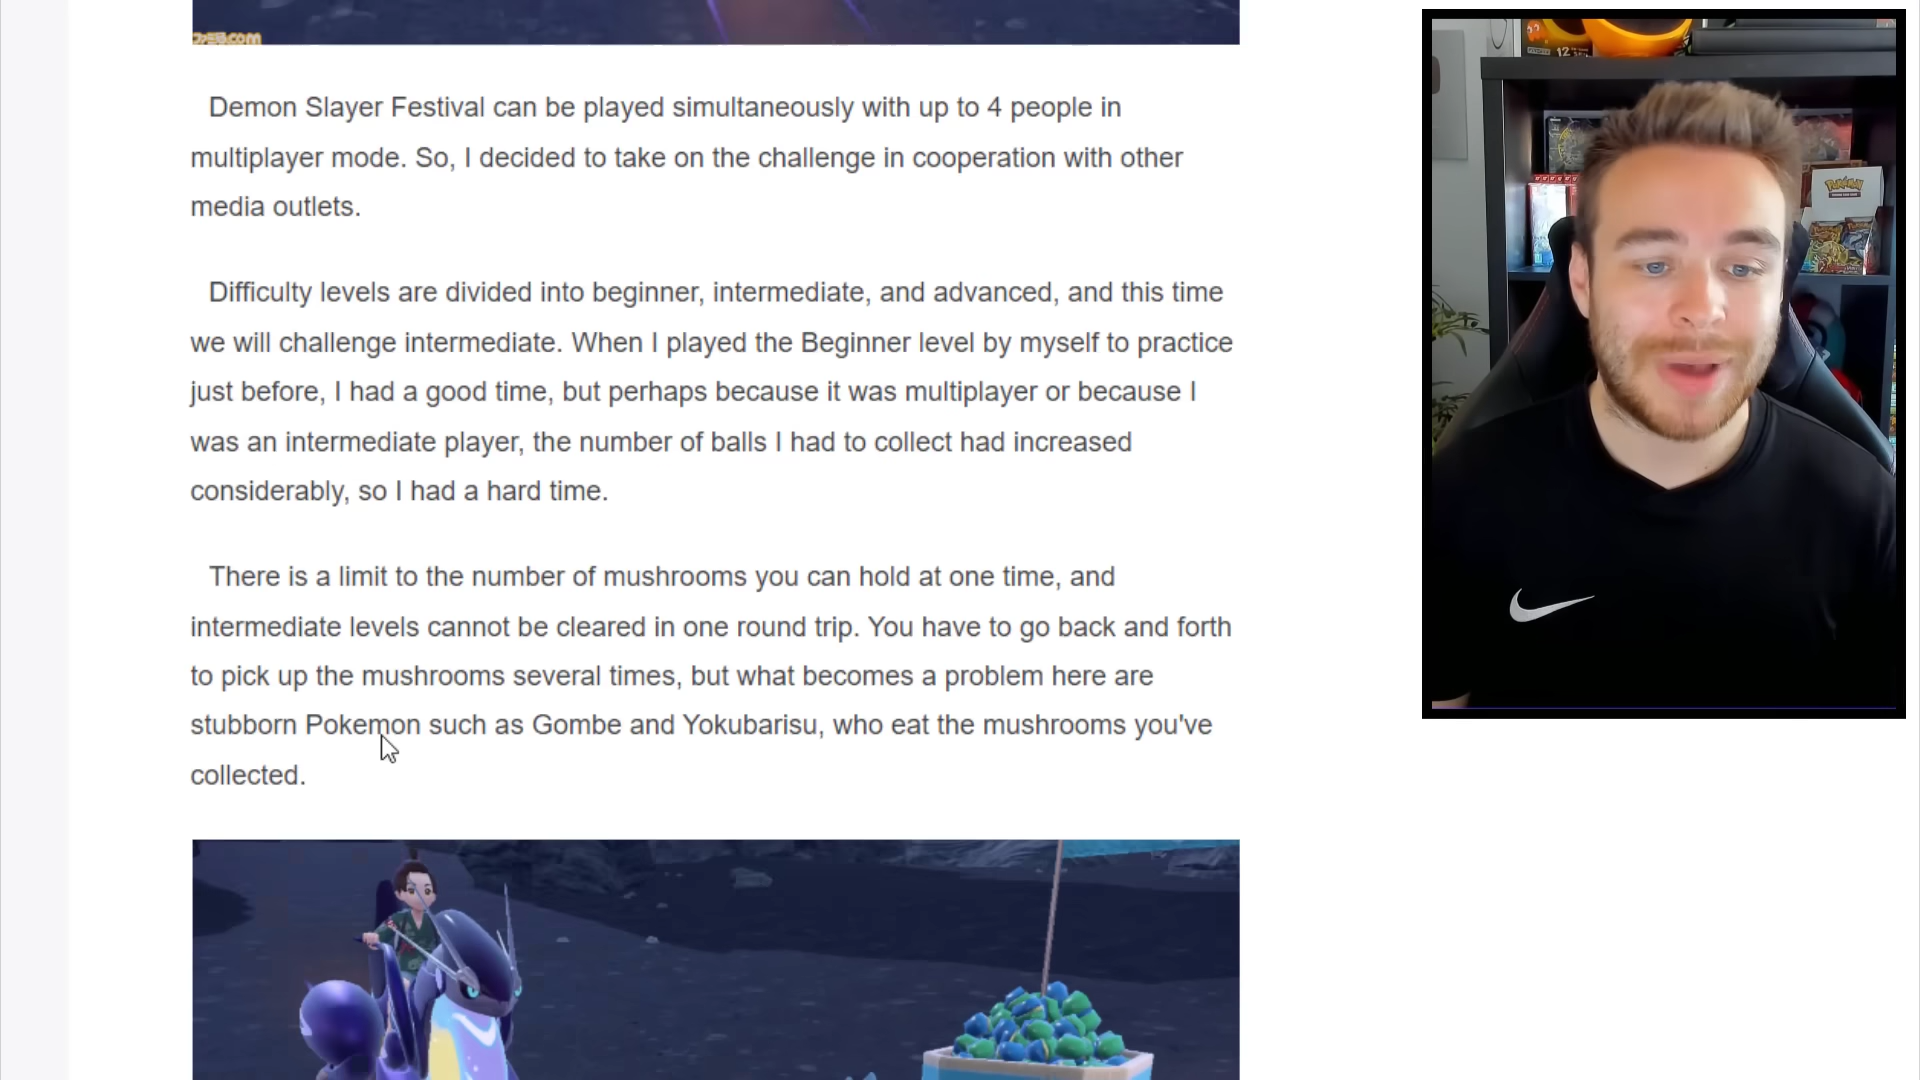 ファミ通.com
Demon Slayer Festival can be played simultaneously with up to 4 people in
multiplayer mode. So, I decided to take on the challenge in cooperation with other
media outlets.
Difficulty levels are divided into beginner, intermediate, and advanced, and this time
we will challenge intermediate. When I played the Beginner level by myself to practice
just before, I had a good time, but perhaps because it was multiplayer or because I
was an intermediate player, the number of balls I had to collect had increased
considerably, so I had a hard time.
There is a limit to the number of mushrooms you can hold at one time, and
intermediate levels cannot be cleared in one round trip. You have to go back and forth
to pick up the mushrooms several times, but what becomes a problem here are
stubborn Pokemon such as Gombe and Yokubarisu, who eat the mushrooms you've
collected.
12
POKéMON